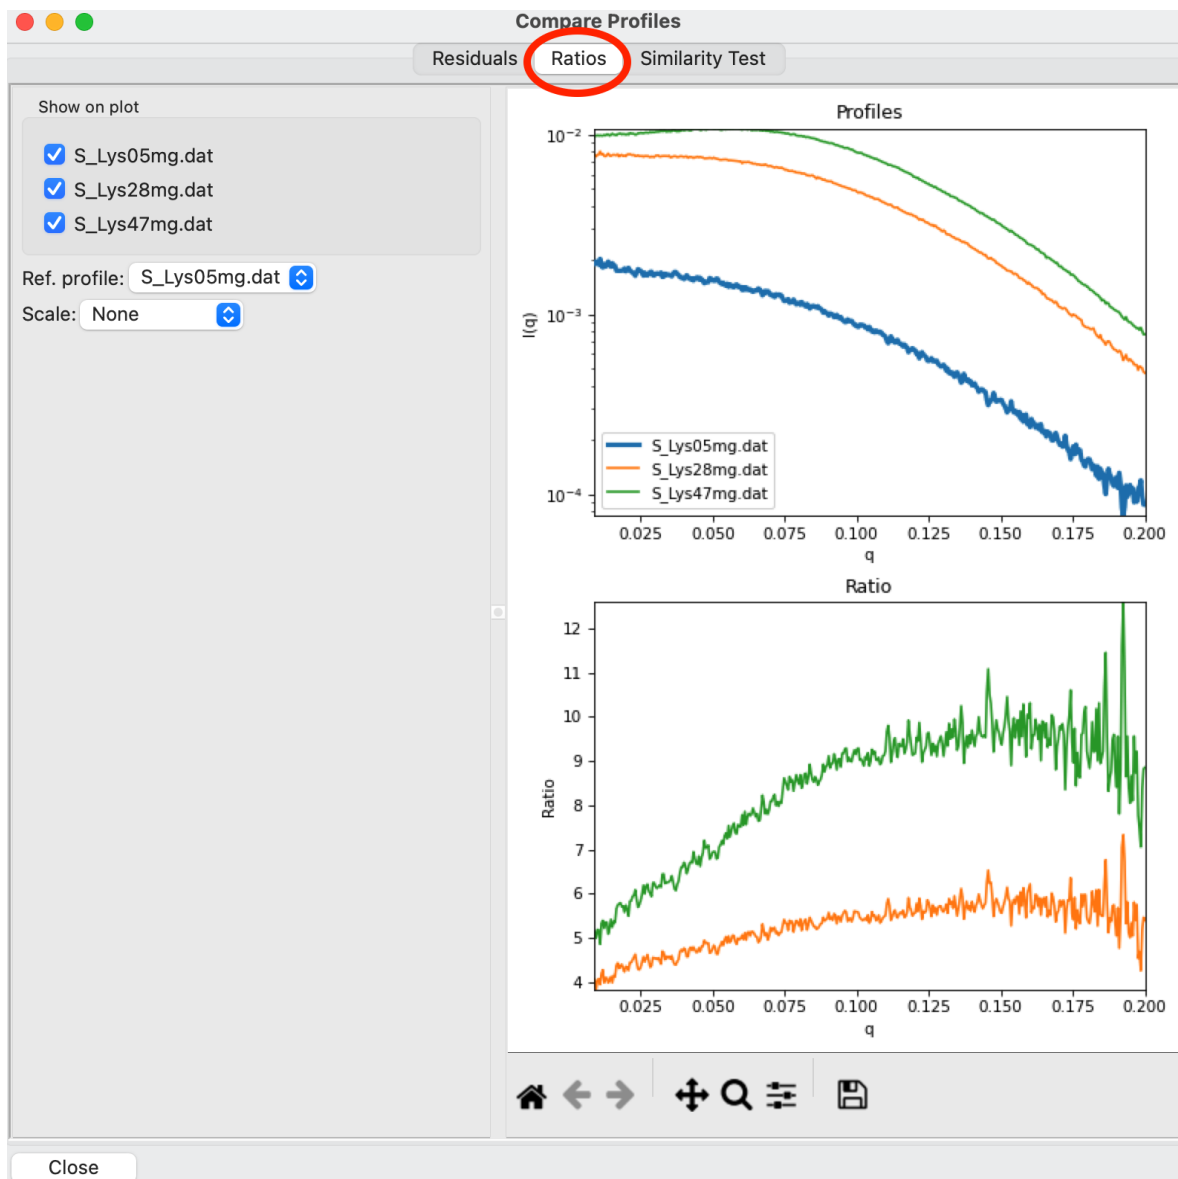 Compare Profiles
Residuals Ratios Similarity Test
Show on plot
S_Lys05mg.dat
S_Lys28mg.dat
S_Lys47mg.dat
Ref. profile: S_Lys05mg.dat
Scale: None
Profiles
10⁻²
10⁻³
10⁻⁴
I(q)
S_Lys05mg.dat
S_Lys28mg.dat
S_Lys47mg.dat
0.025 0.050 0.075 0.100 0.125 0.150 0.175 0.200
q
Ratio
12
11
10
9
8
7
6
5
4
Ratio
0.025 0.050 0.075 0.100 0.125 0.150 0.175 0.200
q
Close